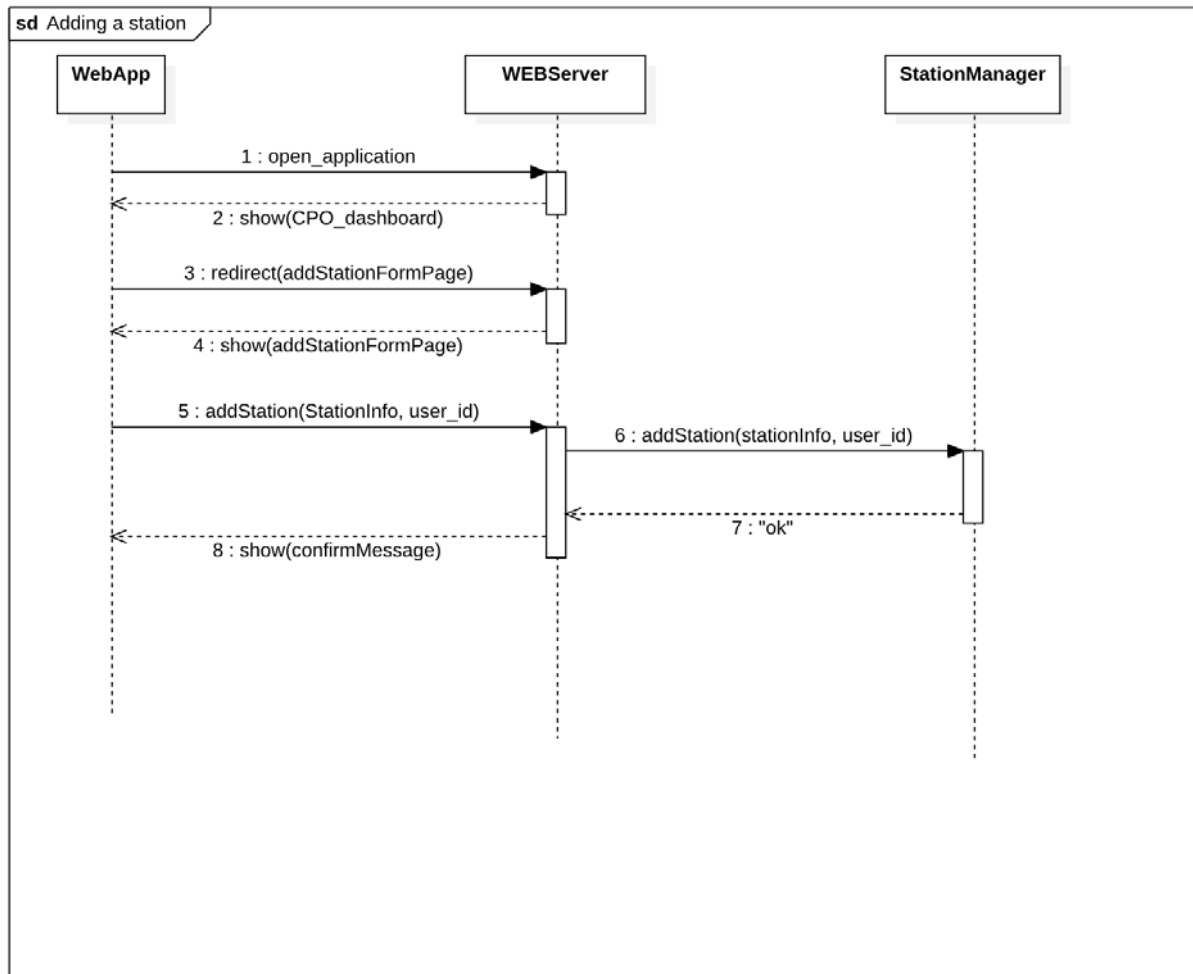 sd Adding a station
WebApp
WEBServer
StationManager
1 : open_application
2 : show(CPO_dashboard)
3 : redirect(addStationFormPage)
4 : show(addStationFormPage)
5 : addStation(StationInfo, user_id)
6 : addStation(stationInfo, user_id)
7 : "ok"
8 : show(confirmMessage)